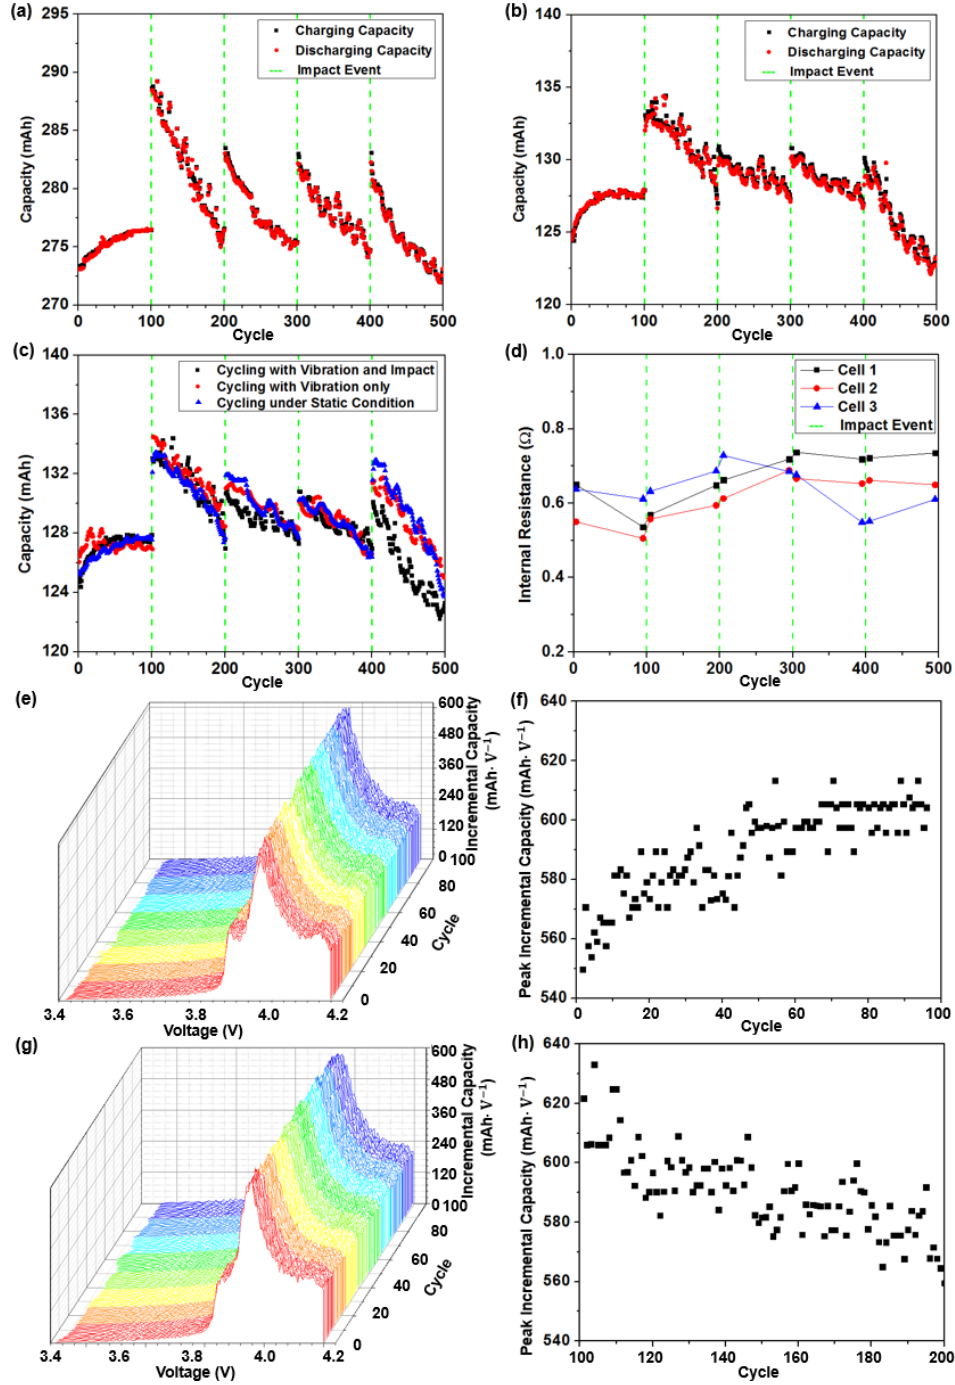 (a)
295
290
285
280
275
270
Capacity (mAh)
Charging Capacity
Discharging Capacity
Impact Event
0
100
200
300
400
500
Cycle
(b)
140
135
130
125
120
Capacity (mAh)
Charging Capacity
Discharging Capacity
Impact Event
0
100
200
300
400
500
Cycle
(c)
140
136
132
128
124
120
Capacity (mAh)
Cycling with Vibration and Impact
Cycling with Vibration only
Cycling under Static Condition
0
100
200
300
400
500
Cycle
(d)
1.0
0.8
0.6
0.4
0.2
Internal Resistance (Ω)
Cell 1
Cell 2
Cell 3
Impact Event
0
100
200
300
400
500
Cycle
(e)
600
480
360
240
120
0
Incremental Capacity
(mAh· V⁻¹)
100
80
60
40
20
0
Cycle
3.4
3.6
3.8
4.0
4.2
Voltage (V)
(f)
640
620
600
580
560
540
Peak Incremental Capacity (mAh· V⁻¹)
0
20
40
60
80
100
Cycle
(g)
600
480
360
240
120
0
Incremental Capacity
(mAh· V⁻¹)
100
80
60
40
20
0
Cycle
3.4
3.6
3.8
4.0
4.2
Voltage (V)
(h)
640
620
600
580
560
540
Peak Incremental Capacity (mAh· V⁻¹)
100
120
140
160
180
200
Cycle